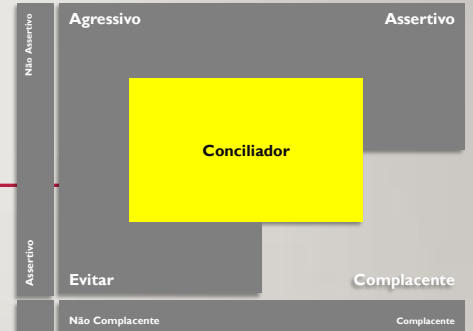 Não Assertivo
Agressivo
Assertivo
Conciliador
Assertivo
Evitar
Complacente
Não Complacente
Complacente